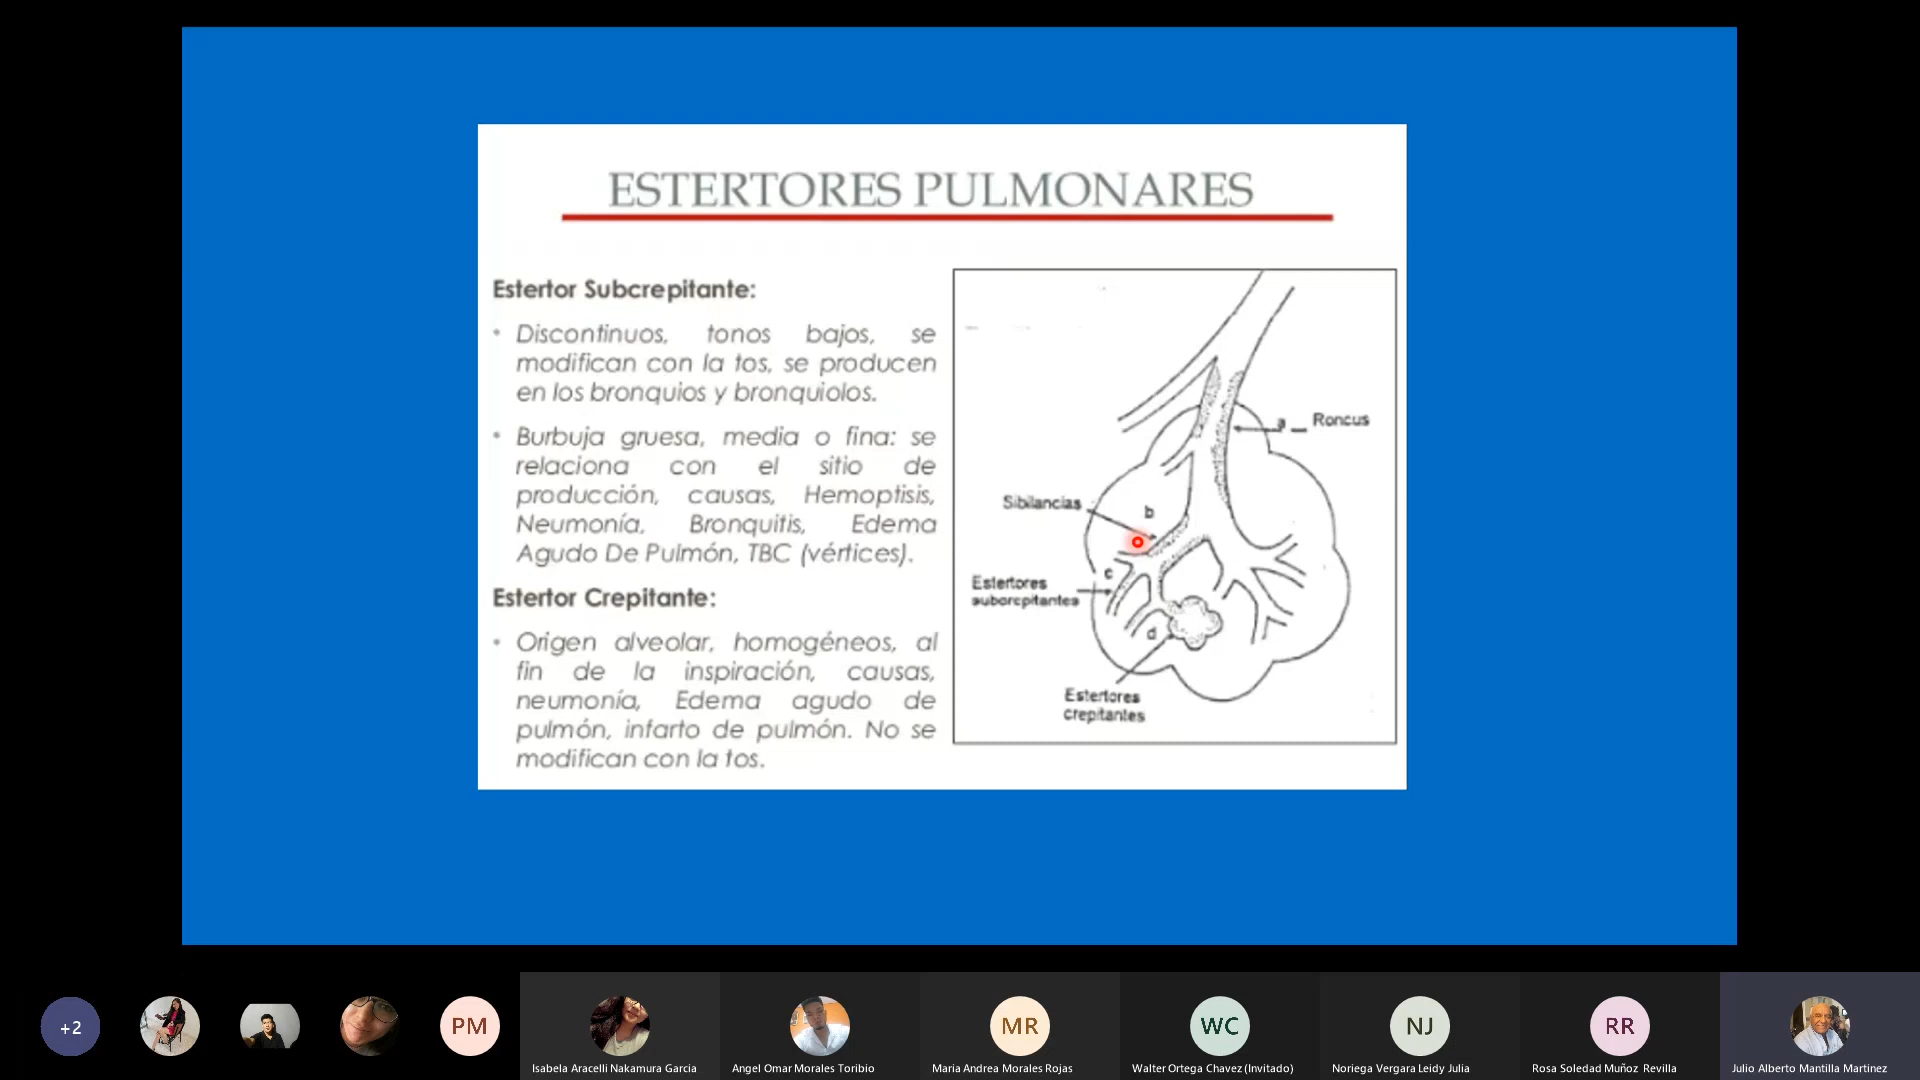 ESTERTORES PULMONARES
Estertor Subcrepitante:
• Discontinuos, tonos bajos, se
modifican con la tos, se producen
en los bronquios y bronquiolos.
• Burbuja gruesa, media o fina: se
relaciona con el sitio de
producción, causas, Hemoptisis,
Neumonía, Bronquitis, Edema
Agudo De Pulmón, TBC (vértices).
Estertor Crepitante:
• Origen alveolar, homogéneos, al
fin de la inspiración, causas,
neumonía, Edema agudo de
pulmón, infarto de pulmón. No se
modifican con la tos.
a Roncus
Sibilancias
b
c
Estertores
subcrepitantes
d
Estertores
crepitantes
+2
PM
MR
WC
NJ
RR
Isabela Aracelli Nakamura Garcia
Angel Omar Morales Toribio
Maria Andrea Morales Rojas
Walter Ortega Chavez (Invitado)
Noriega Vergara Leidy Julia
Rosa Soledad Muñoz Revilla
Julio Alberto Mantilla Martinez